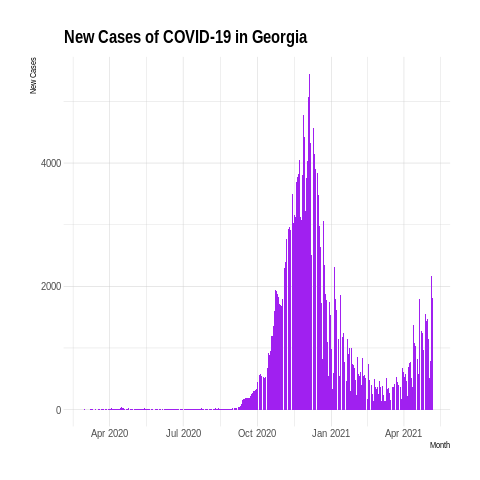 New Cases of COVID-19 in Georgia
New Cases
4000
2000
0
Apr 2020 Jul 2020 Oct 2020 Jan 2021 Apr 2021
Month